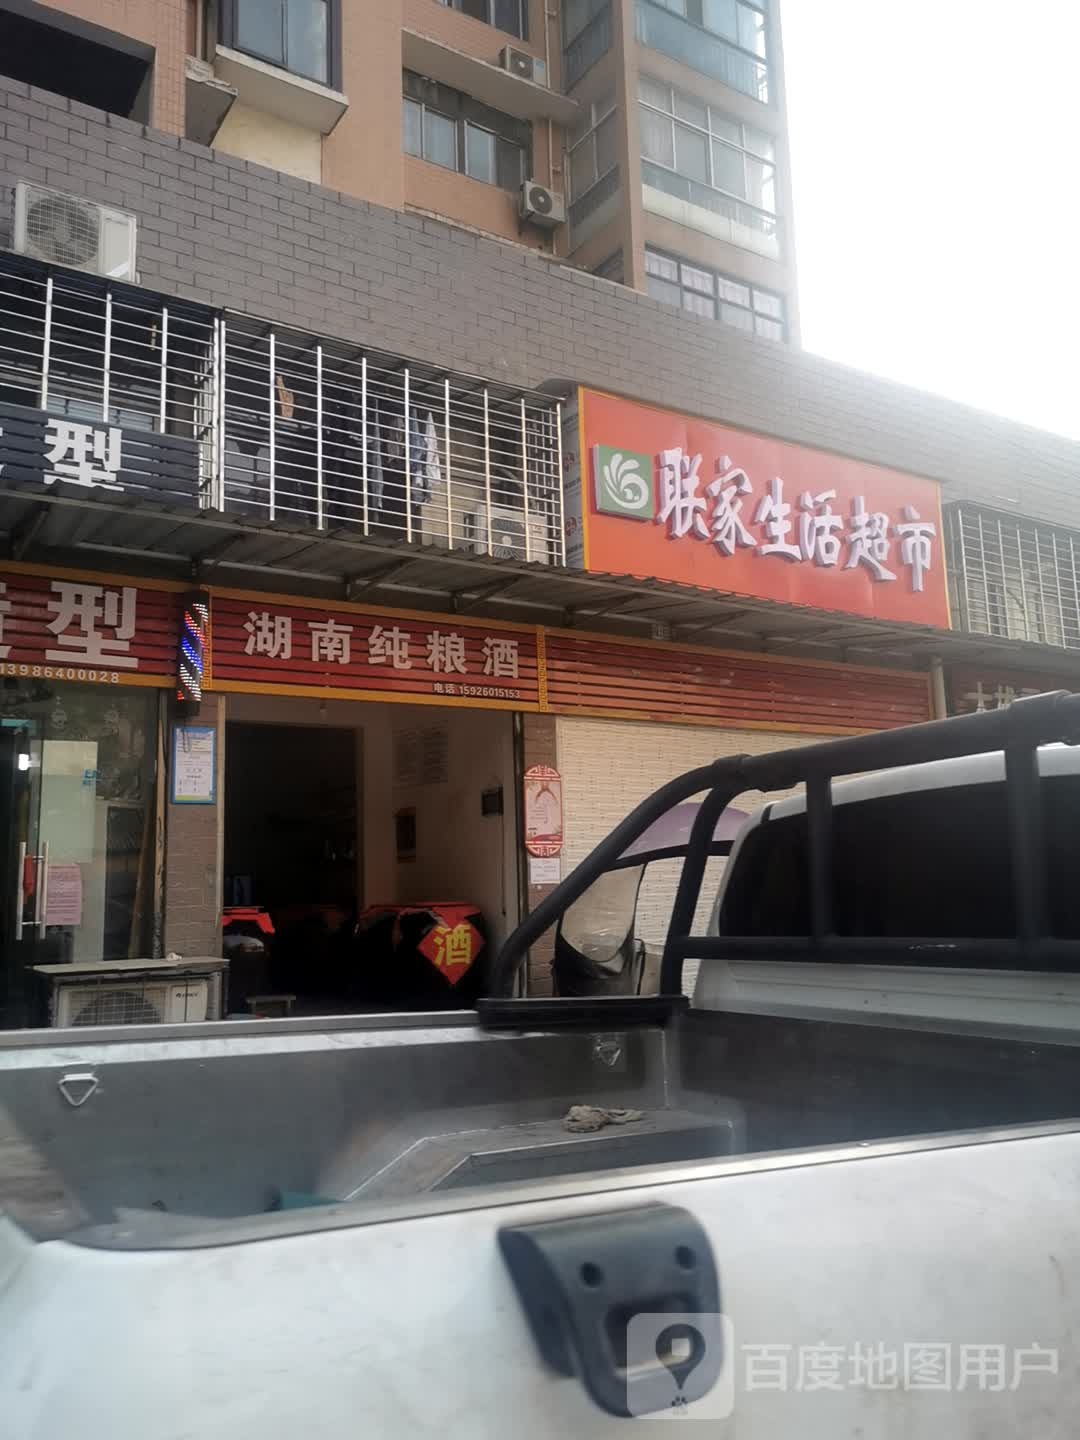 型
联家生活超市
造型
13986400028
湖南纯粮酒
电话 15926015153
酒
百度地图用户